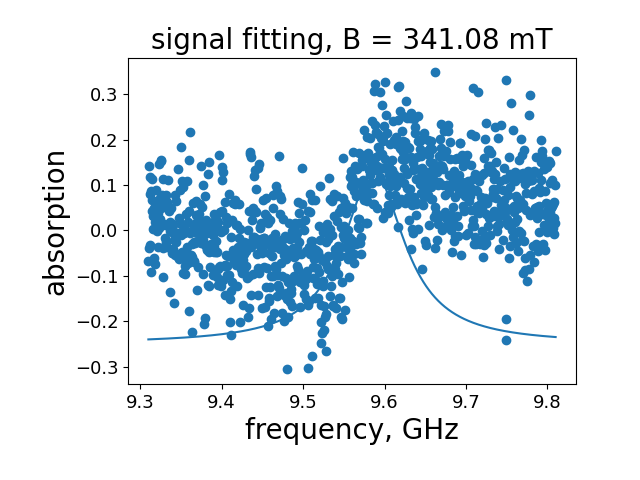 signal fitting, B = 341.08 mT
absorption
0.3
0.2
0.1
0.0
−0.1
−0.2
−0.3
9.3 9.4 9.5 9.6 9.7 9.8
frequency, GHz